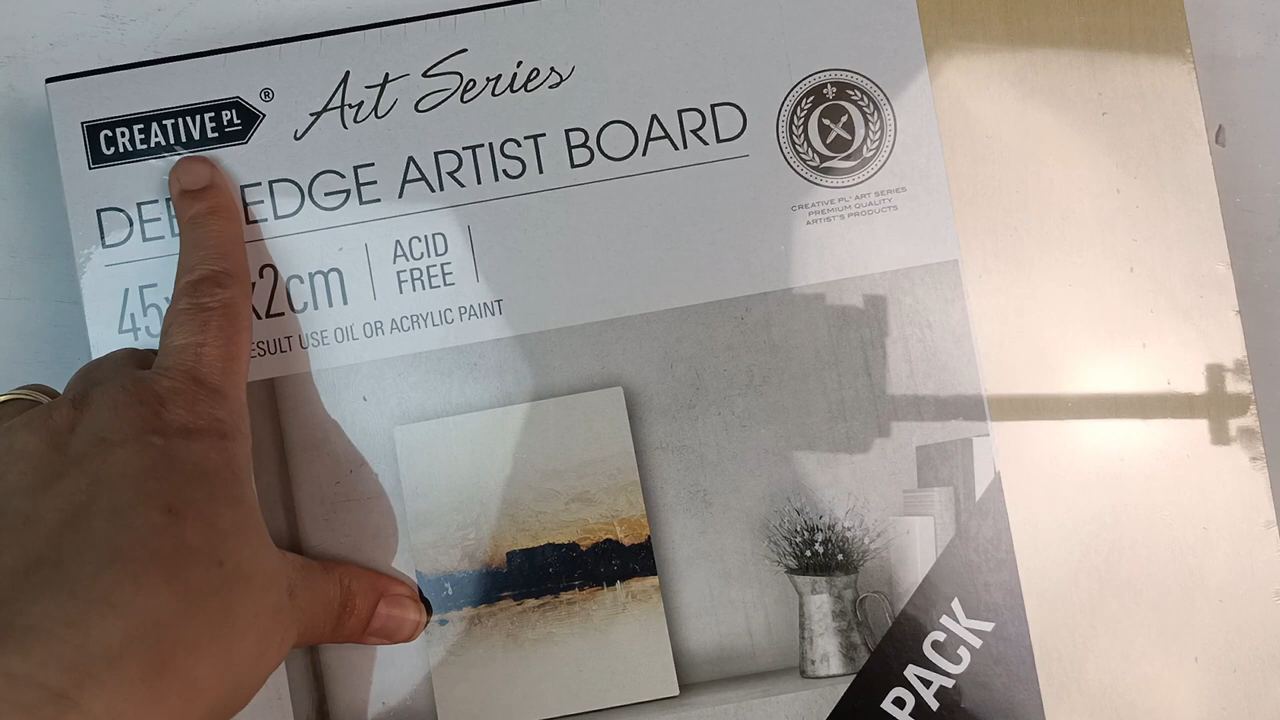 CREATIVE PL ®
Art Series
EDGE ARTIST BOARD
2cm
ACID
FREE
USE OIL OR ACRYLIC PAINT
CREATIVE PL® ART SERIES
PREMIUM QUALITY
ARTIST'S PRODUCTS
Q
PACK